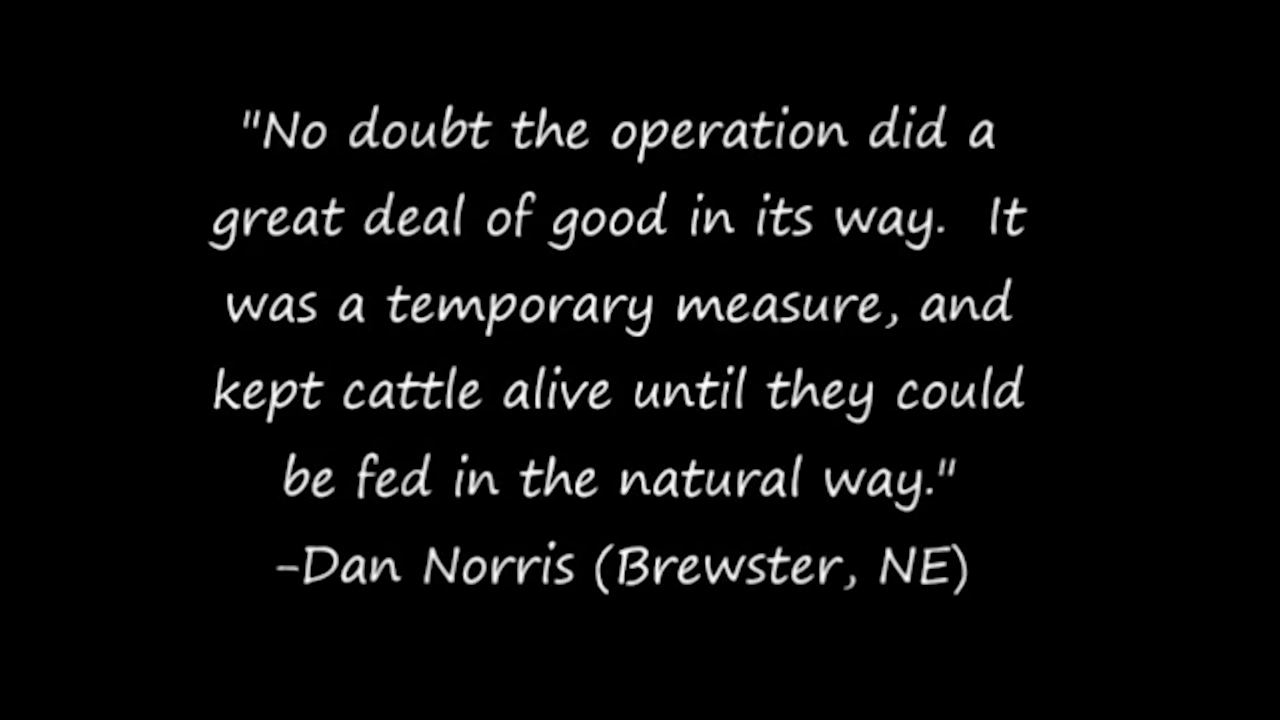 "No doubt the operation did a
great deal of good in its way.  It
was a temporary measure, and
kept cattle alive until they could
be fed in the natural way."
-Dan Norris (Brewster, NE)